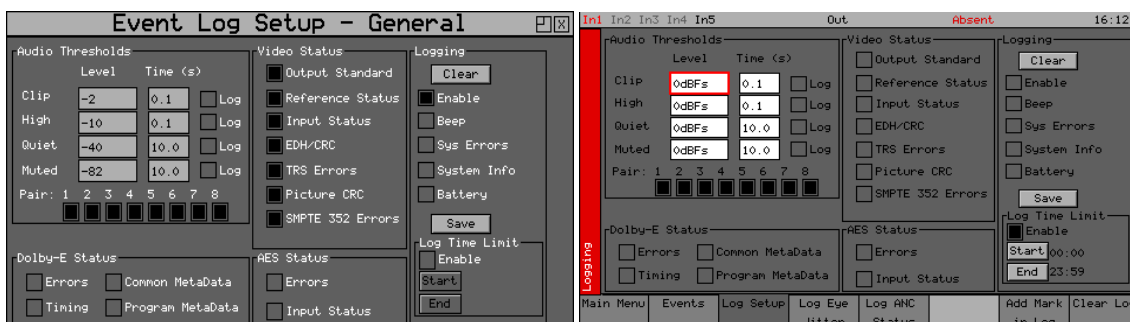 Event Log Setup - General
Audio Thresholds
Level Time (s)
Clip -2 0.1 Log
High -10 0.1 Log
Quiet -40 10.0 Log
Muted -82 10.0 Log
Pair: 1 2 3 4 5 6 7 8
Video Status
Output Standard
Reference Status
Input Status
EDH/CRC
TRS Errors
Picture CRC
SMPTE 352 Errors
Logging
Clear
Enable
Beep
Sys Errors
System Info
Battery
Save
Log Time Limit
Enable
Start
End
Dolby-E Status
Errors Common MetaData
Timing Program MetaData
AES Status
Errors
Input Status
In1 In2 In3 In4 In5 Out Absent 16:12
Logging
Audio Thresholds
Level Time (s)
Clip 0dBFs 0.1 Log
High 0dBFs 0.1 Log
Quiet 0dBFs 10.0 Log
Muted 0dBFs 10.0 Log
Pair: 1 2 3 4 5 6 7 8
Video Status
Output Standard
Reference Status
Input Status
EDH/CRC
TRS Errors
Picture CRC
SMPTE 352 Errors
Logging
Clear
Enable
Beep
Sys Errors
System Info
Battery
Save
Log Time Limit
Enable
Start 00:00
End 23:59
Dolby-E Status
Errors Common MetaData
Timing Program MetaData
AES Status
Errors
Input Status
Main Menu Events Log Setup Log Eye Log ANC Add Mark Clear Lo
Jitter Status in Log